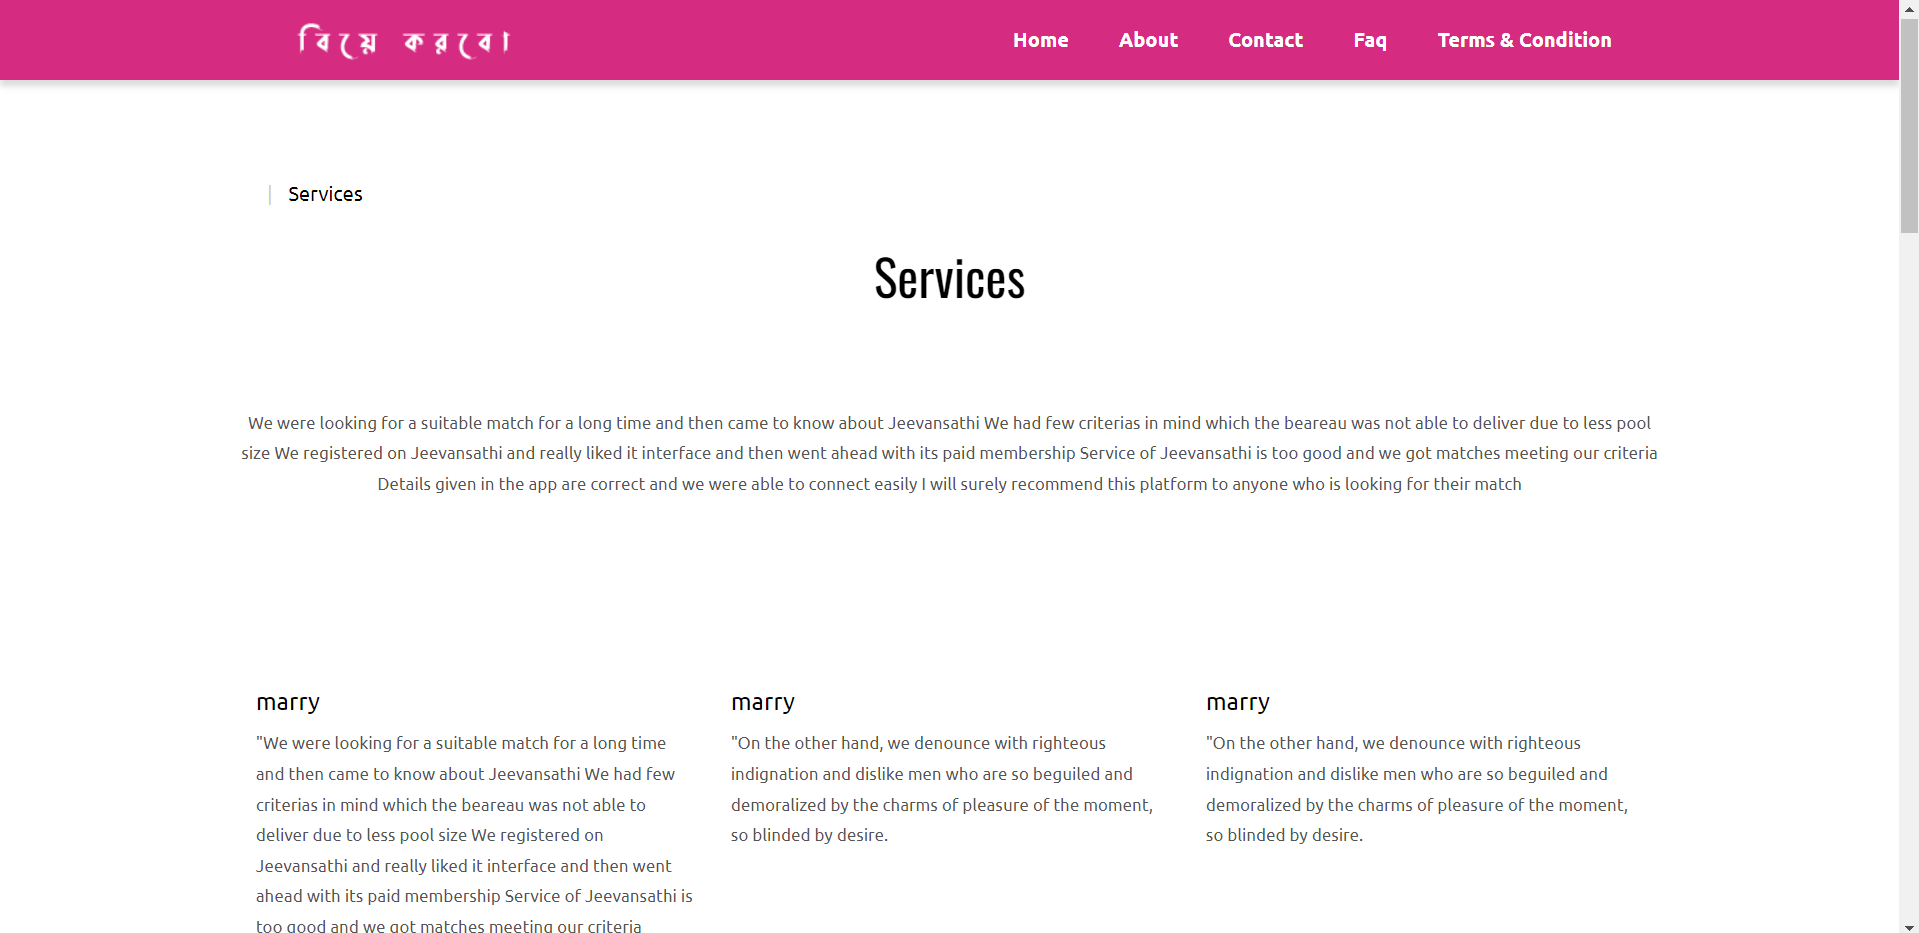 বিয়ে করবো
Home About Contact Faq Terms & Condition
Services
Services
We were looking for a suitable match for a long time and then came to know about Jeevansathi We had few criterias in mind which the beareau was not able to deliver due to less pool
size We registered on Jeevansathi and really liked it interface and then went ahead with its paid membership Service of Jeevansathi is too good and we got matches meeting our criteria
Details given in the app are correct and we were able to connect easily I will surely recommend this platform to anyone who is looking for their match
marry
"We were looking for a suitable match for a long time
and then came to know about Jeevansathi We had few
criterias in mind which the beareau was not able to
deliver due to less pool size We registered on
Jeevansathi and really liked it interface and then went
ahead with its paid membership Service of Jeevansathi is
too good and we got matches meeting our criteria
marry
"On the other hand, we denounce with righteous
indignation and dislike men who are so beguiled and
demoralized by the charms of pleasure of the moment,
so blinded by desire.
marry
"On the other hand, we denounce with righteous
indignation and dislike men who are so beguiled and
demoralized by the charms of pleasure of the moment,
so blinded by desire.